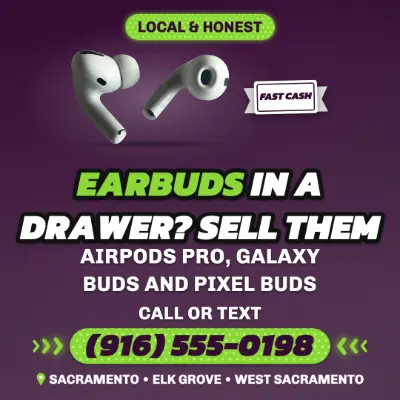 LOCAL & HONEST
FAST CASH
EARBUDS IN A
DRAWER? SELL THEM
AIRPODS PRO, GALAXY
BUDS AND PIXEL BUDS
CALL OR TEXT
(916) 555-0198
SACRAMENTO • ELK GROVE • WEST SACRAMENTO